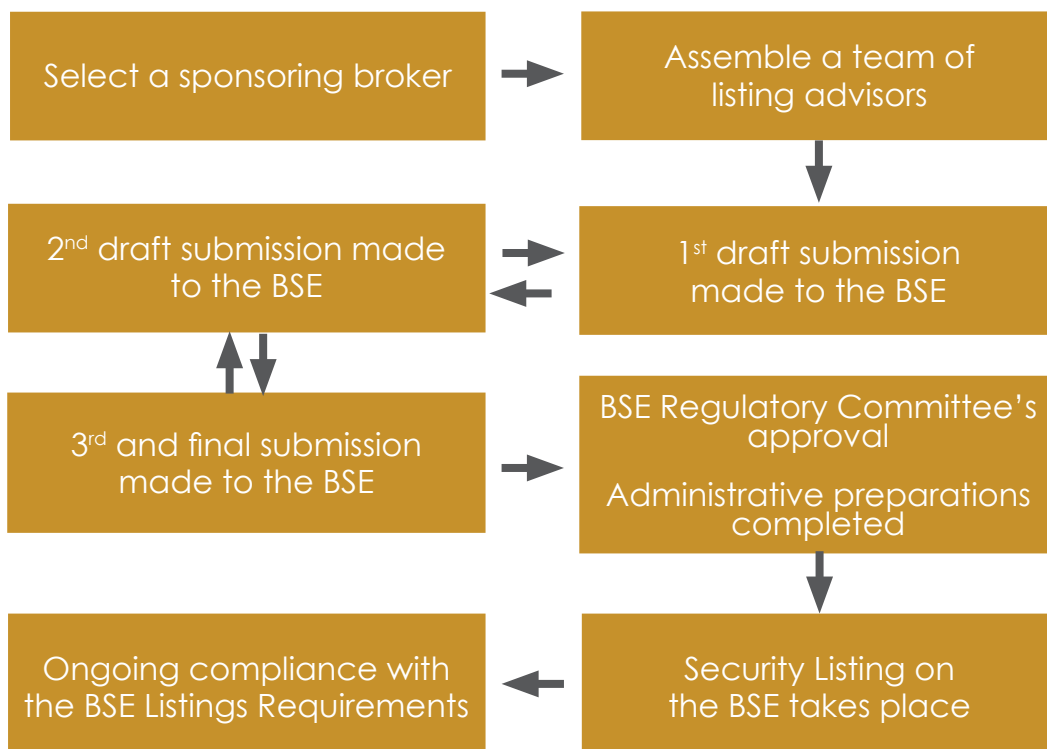 Select a sponsoring broker
Assemble a team of
listing advisors
2nd draft submission made
to the BSE
1st draft submission
made to the BSE
3rd and final submission
made to the BSE
BSE Regulatory Committee’s
approval
Administrative preparations
completed
Ongoing compliance with
the BSE Listings Requirements
Security Listing on
the BSE takes place